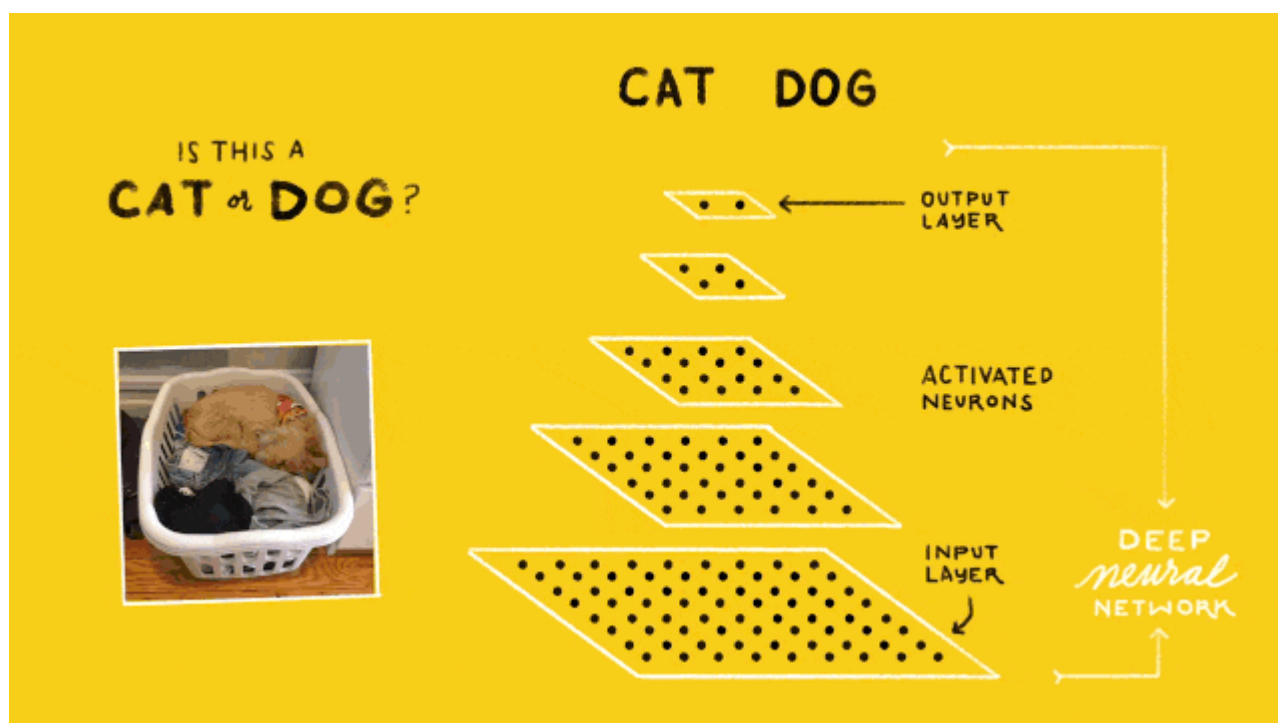 CAT DOG
IS THIS A
CAT or DOG?
OUTPUT
LAYER
ACTIVATED
NEURONS
INPUT
LAYER
DEEP
neural
NETWORK